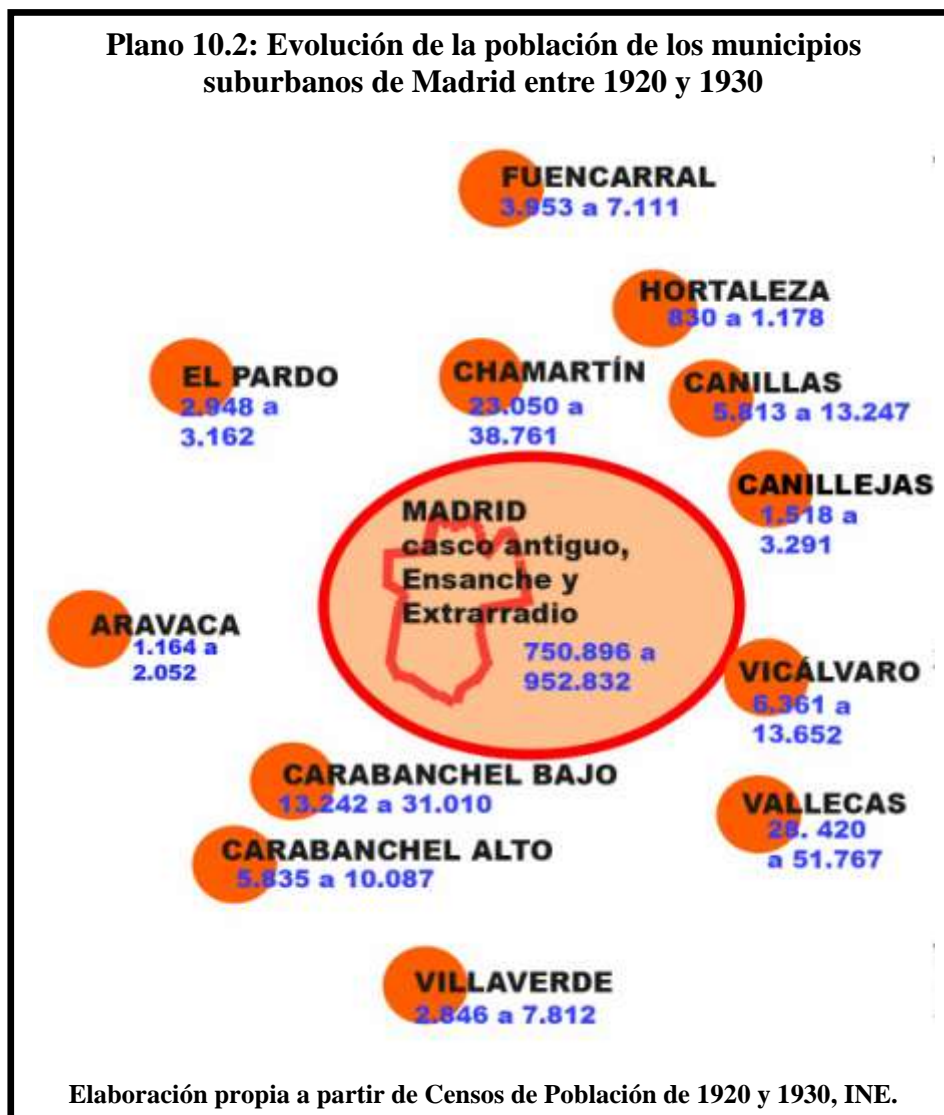 Plano 10.2: Evolución de la población de los municipios
suburbanos de Madrid entre 1920 y 1930
FUENCARRAL
3.953 a 7.111
HORTALEZA
830 a 1.178
EL PARDO
2.948 a
3.162
CHAMARTÍN
23.050 a
38.761
CANILLAS
5.813 a 13.247
CANILLEJAS
1.518 a
3.291
MADRID
casco antiguo,
Ensanche y
Extrarradio
750.896 a
952.832
ARAVACA
1.164 a
2.052
VICÁLVARO
6.361 a
13.652
CARABANCHEL BAJO
13.242 a 31.010
VALLECAS
28. 420
a 51.767
CARABANCHEL ALTO
5.835 a 10.087
VILLAVERDE
2.846 a 7.812
Elaboración propia a partir de Censos de Población de 1920 y 1930, INE.